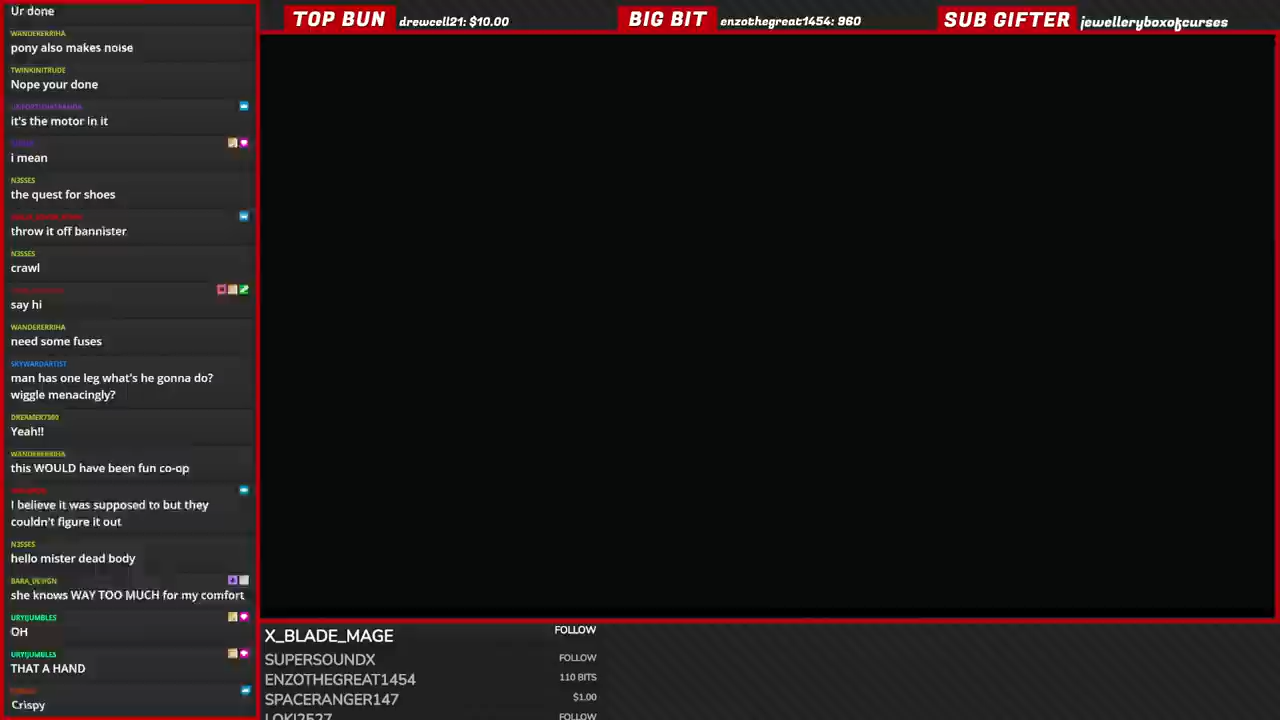 TOP BUN drewcell21: $10.00 BIG BIT enzothegreat1454: 960 SUB GIFTER jewelleryboxofcurses
Ur done
WANDERERRIHA
pony also makes noise
TWINKINITRUDE
Nope your done
it's the motor in it
i mean
N3SSES
the quest for shoes
throw it off bannister
N3SSES
crawl
say hi
WANDERERRIHA
need some fuses
SKYWARDARTIST
man has one leg what's he gonna do?
wiggle menacingly?
Yeah!!
WANDERERRIHA
this WOULD have been fun co-op
I believe it was supposed to but they
couldn't figure it out
N3SSES
hello mister dead body
BARA_DESIGN
she knows WAY TOO MUCH for my comfort
URYIJUMBLES
OH
URYIJUMBLES
THAT A HAND
Crispy
X_BLADE_MAGE FOLLOW
SUPERSOUNDX FOLLOW
ENZOTHEGREAT1454 110 BITS
SPACERANGER147 $1.00
LOKI2527 FOLLOW